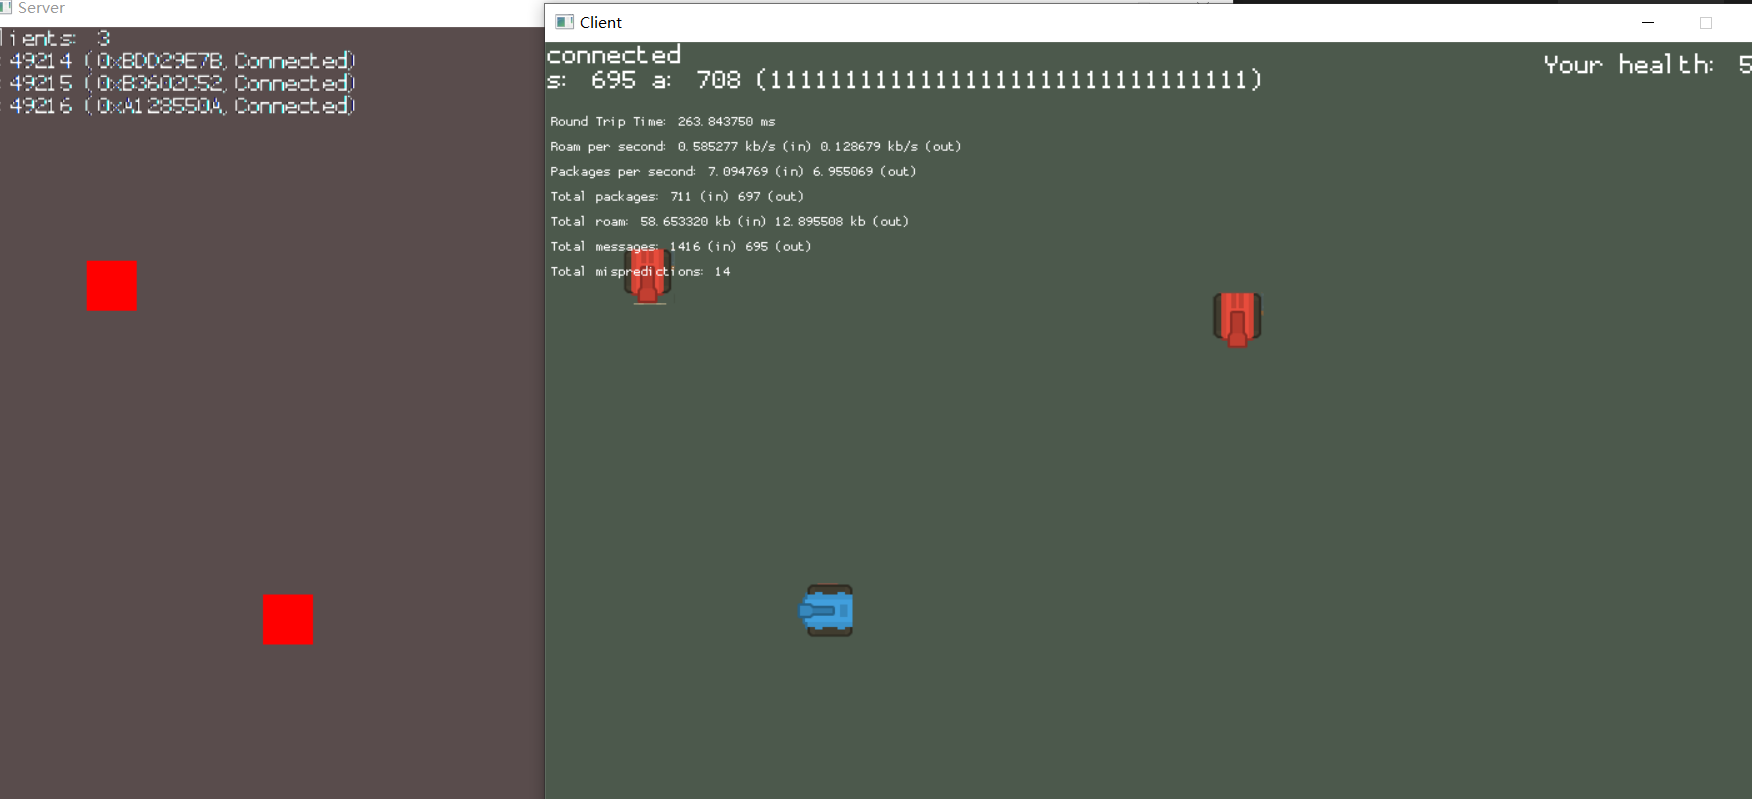 Server
lients: 3
: 49214 (0xBDD29E7B, Connected)
: 49215 (0xB3602C52, Connected)
: 49216 (0xA128550A, Connected)
Client
connected
s: 695 a: 708 (11111111111111111111111111111111)
Your health: 5
Round Trip Time: 263.843750 ms
Roam per second: 0.585277 kb/s (in) 0.128679 kb/s (out)
Packages per second: 7.094769 (in) 6.955069 (out)
Total packages: 711 (in) 697 (out)
Total roam: 58.653320 kb (in) 12.895508 kb (out)
Total messages: 1416 (in) 695 (out)
Total mispredictions: 14